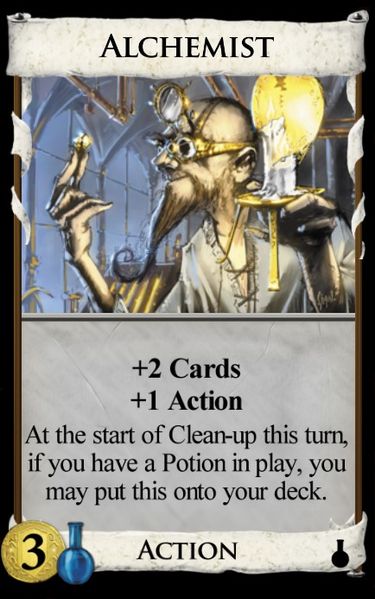 ALCHEMIST
+2 Cards
+1 Action
At the start of Clean-up this turn,
if you have a Potion in play, you
may put this onto your deck.
3
ACTION